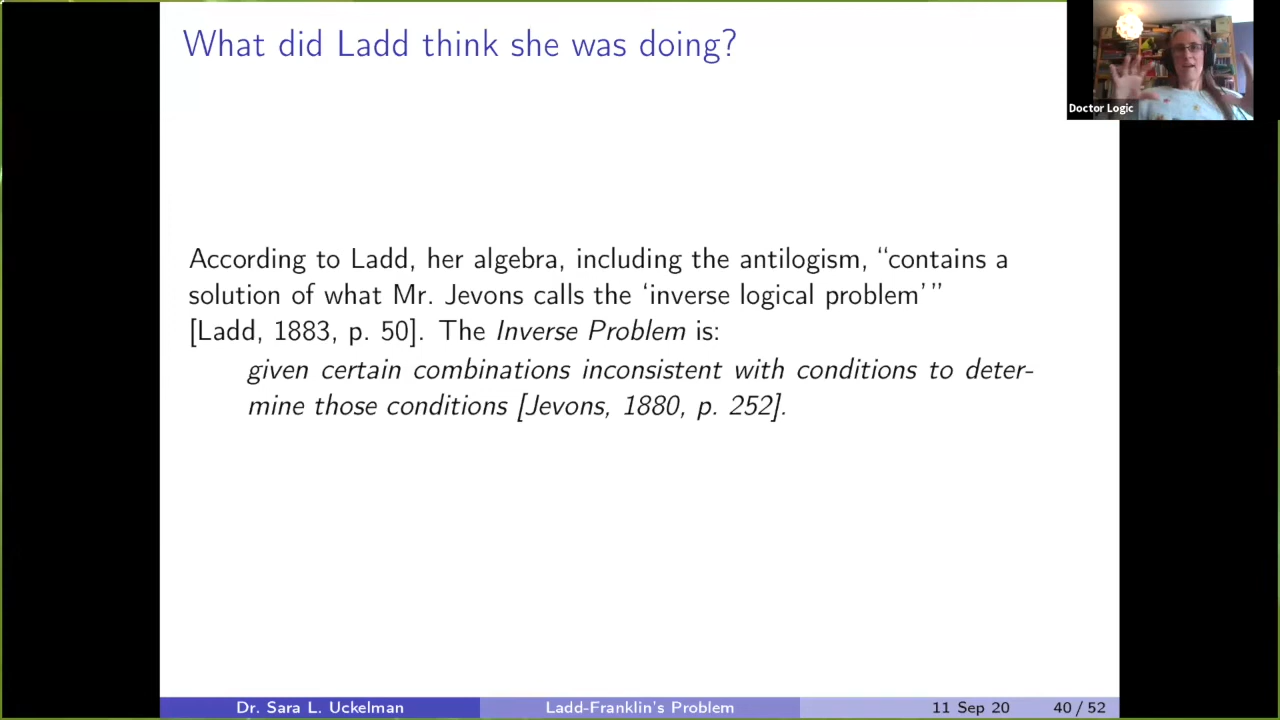 What did Ladd think she was doing?
Doctor Logic
According to Ladd, her algebra, including the antilogism, “contains a
solution of what Mr. Jevons calls the ‘inverse logical problem’”
[Ladd, 1883, p. 50]. The Inverse Problem is:
given certain combinations inconsistent with conditions to deter-
mine those conditions [Jevons, 1880, p. 252].
Dr. Sara L. Uckelman Ladd-Franklin's Problem 11 Sep 20 40 / 52